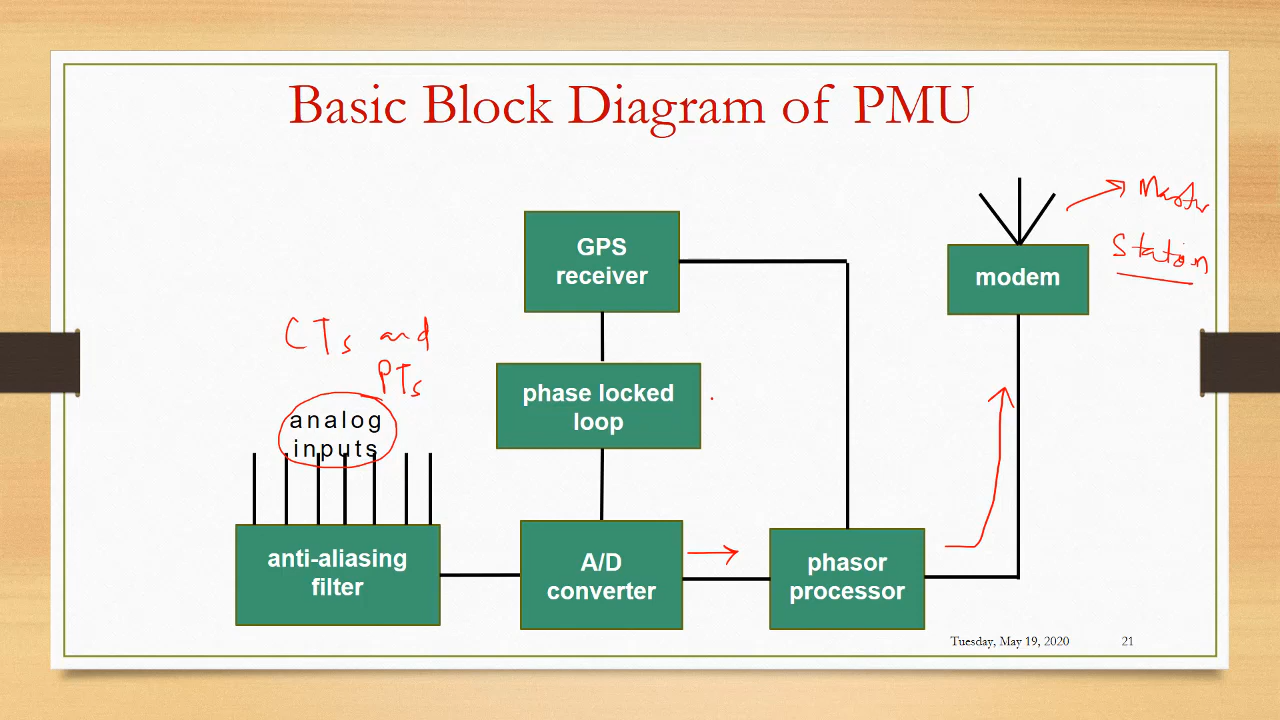 Basic Block Diagram of PMU
Master
Station
GPS
receiver
modem
CTs and
PTs
analog
inputs
phase locked
loop
anti-aliasing
filter
A/D
converter
phasor
processor
Tuesday, May 19, 2020
21